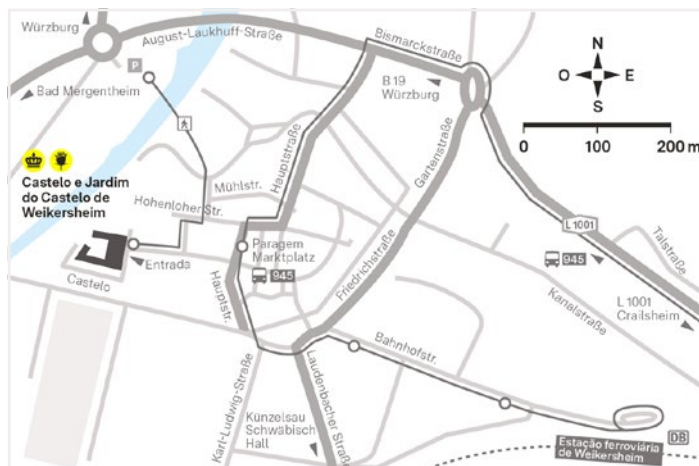 Würzburg
August-Laukhuff-Straße
Bismarckstraße
P
Bad Mergentheim
B 19
Würzburg
N
O
E
S
0
100
200 m
Castelo e Jardim
do Castelo de
Weikersheim
Hohenloher Str.
Mühlstr.
Hauptstraße
Gartenstraße
L 1001
Talstraße
945
Paragem
Marktplatz
945
Entrada
Castelo
Hauptstr.
Friedrichstraße
Kanalstraße
L 1001
Crailsheim
Bahnhofstr.
Karl-Ludwig-Straße
Laudenbacher Straße
Künzelsau
Schwäbisch
Hall
DB
Estação ferroviária
de Weikersheim